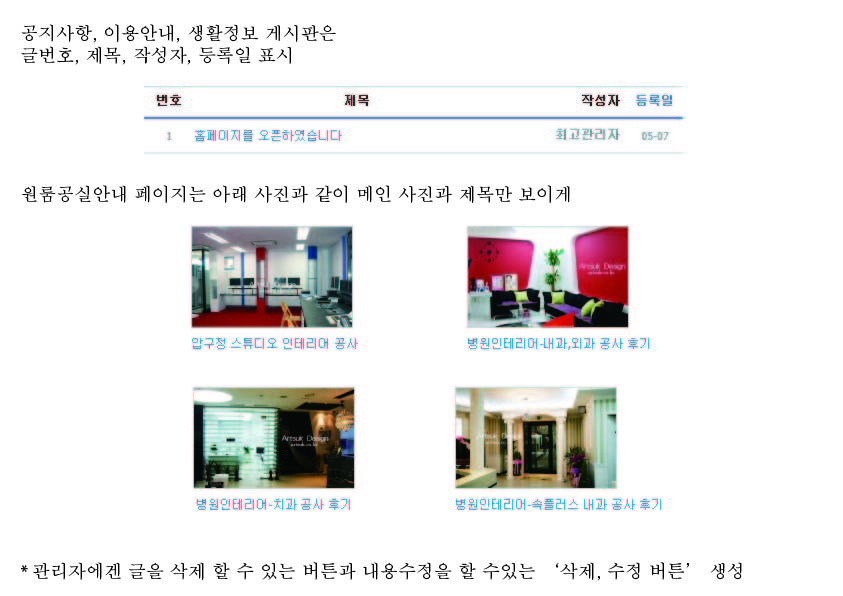 공지사항, 이용안내, 생활정보 게시판은
글번호, 제목, 작성자, 등록일 표시
번호 제목 작성자 등록일
1 홈페이지를 오픈하였습니다 최고관리자 05-07
원룸공실안내 페이지는 아래 사진과 같이 메인 사진과 제목만 보이게
Artsuk Design
artsuk.co.kr
압구정 스튜디오 인테리어 공사
병원인테리어-내과,외과 공사 후기
Artsuk Design
artsuk.co.kr
Artsuk Design
병원인테리어-치과 공사 후기
병원인테리어-속플러스 내과 공사 후기
* 관리자에겐 글을 삭제 할 수 있는 버튼과 내용수정을 할 수있는 ‘삭제, 수정 버튼’ 생성